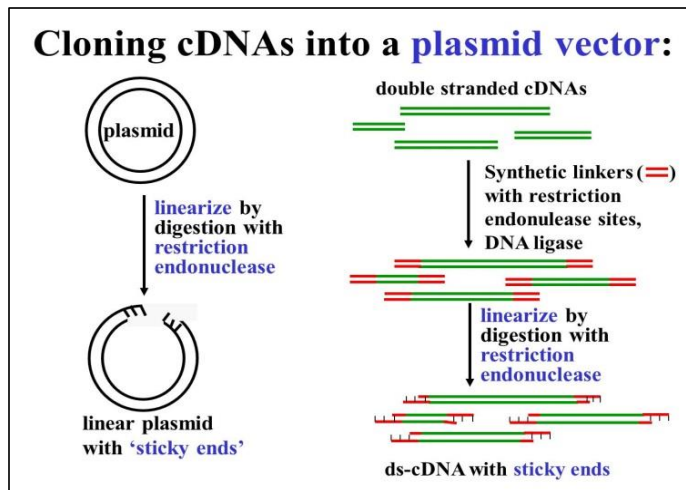 Cloning cDNAs into a plasmid vector:
plasmid
linearize by
digestion with
restriction
endonuclease
linear plasmid
with ‘sticky ends’
double stranded cDNAs
Synthetic linkers ( )
with restriction
endonulease sites,
DNA ligase
linearize by
digestion with
restriction
endonuclease
ds-cDNA with sticky ends